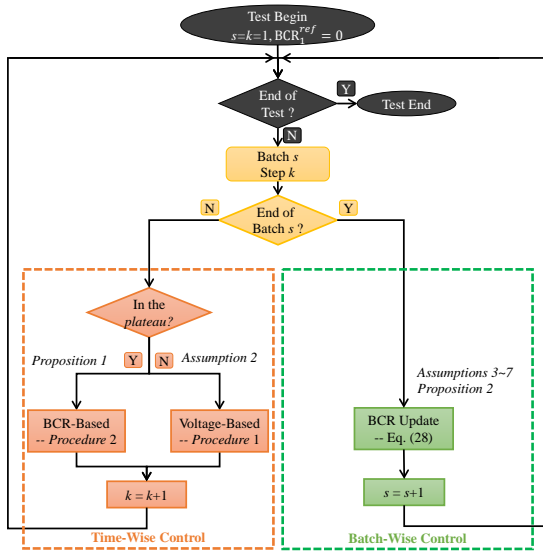 Test Begin
s=k=1, BCR₁ʳᵉᶠ = 0
End of
Test ?
Y
Test End
N
Batch s
Step k
N
End of
Batch s ?
Y
In the
plateau?
Proposition 1
Y
N
Assumption 2
Assumptions 3~7
Proposition 2
BCR-Based
-- Procedure 2
Voltage-Based
-- Procedure 1
BCR Update
-- Eq. (28)
k = k+1
s = s+1
Time-Wise Control
Batch-Wise Control